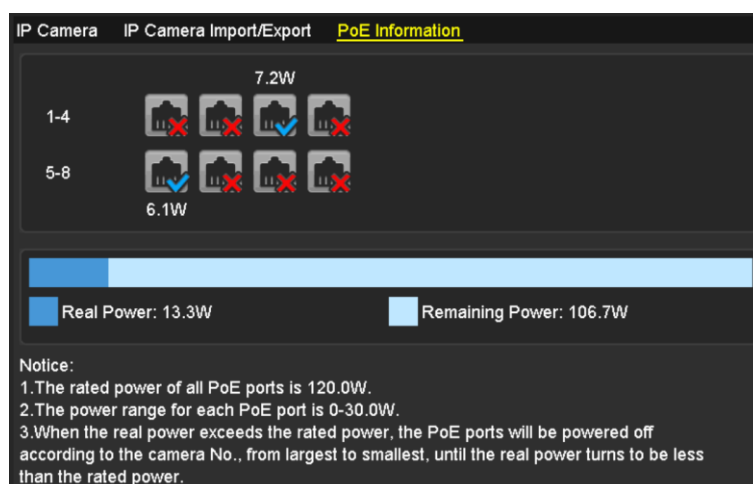 IP Camera IP Camera Import/Export PoE Information
7.2W
1-4
5-8
6.1W
Real Power: 13.3W Remaining Power: 106.7W
Notice:
1.The rated power of all PoE ports is 120.0W.
2.The power range for each PoE port is 0-30.0W.
3.When the real power exceeds the rated power, the PoE ports will be powered off
according to the camera No., from largest to smallest, until the real power turns to be less
than the rated power.